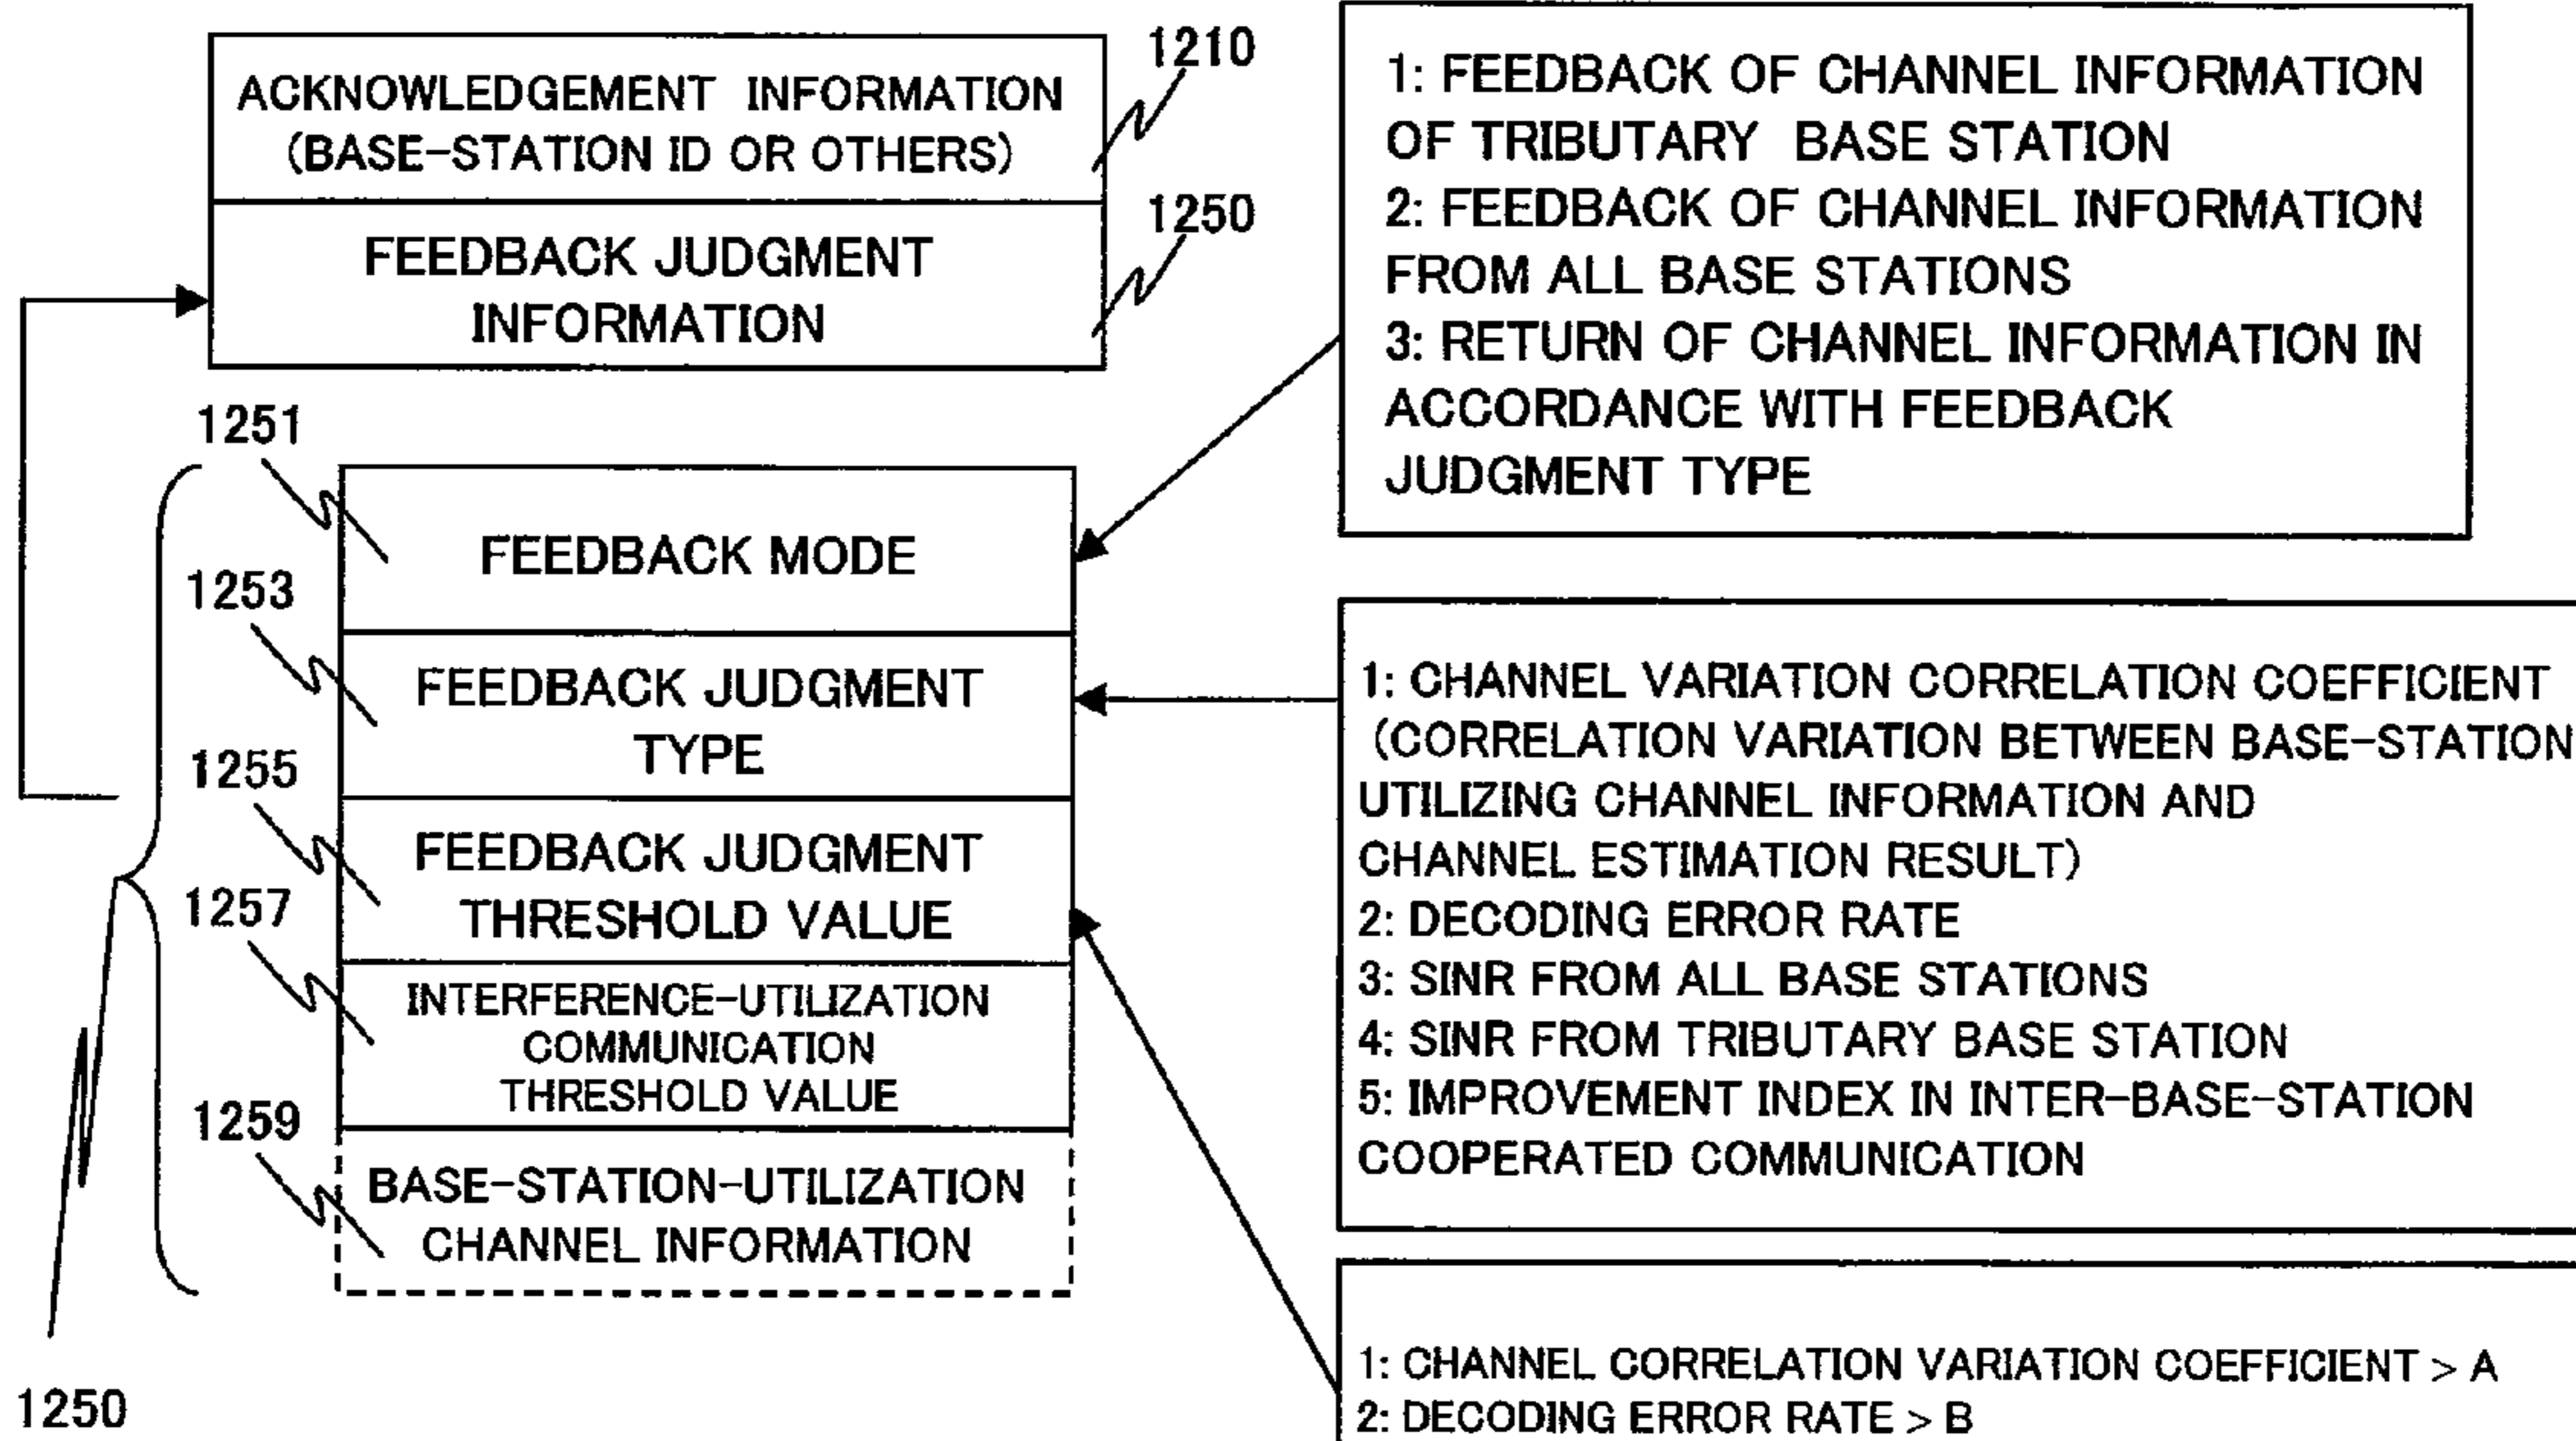 1210
ACKNOWLEDGEMENT INFORMATION
(BASE-STATION ID OR OTHERS)
1250
FEEDBACK JUDGMENT
INFORMATION
1: FEEDBACK OF CHANNEL INFORMATION
OF TRIBUTARY BASE STATION
2: FEEDBACK OF CHANNEL INFORMATION
FROM ALL BASE STATIONS
3: RETURN OF CHANNEL INFORMATION IN
ACCORDANCE WITH FEEDBACK
JUDGMENT TYPE
1251
FEEDBACK MODE
1253
FEEDBACK JUDGMENT
TYPE
1255
FEEDBACK JUDGMENT
THRESHOLD VALUE
1257
INTERFERENCE-UTILIZATION
COMMUNICATION
THRESHOLD VALUE
1259
BASE-STATION-UTILIZATION
CHANNEL INFORMATION
1250
1: CHANNEL VARIATION CORRELATION COEFFICIENT
(CORRELATION VARIATION BETWEEN BASE-STATION
UTILIZING CHANNEL INFORMATION AND
CHANNEL ESTIMATION RESULT)
2: DECODING ERROR RATE
3: SINR FROM ALL BASE STATIONS
4: SINR FROM TRIBUTARY BASE STATION
5: IMPROVEMENT INDEX IN INTER-BASE-STATION
COOPERATED COMMUNICATION
1: CHANNEL CORRELATION VARIATION COEFFICIENT > A
2: DECODING ERROR RATE > B